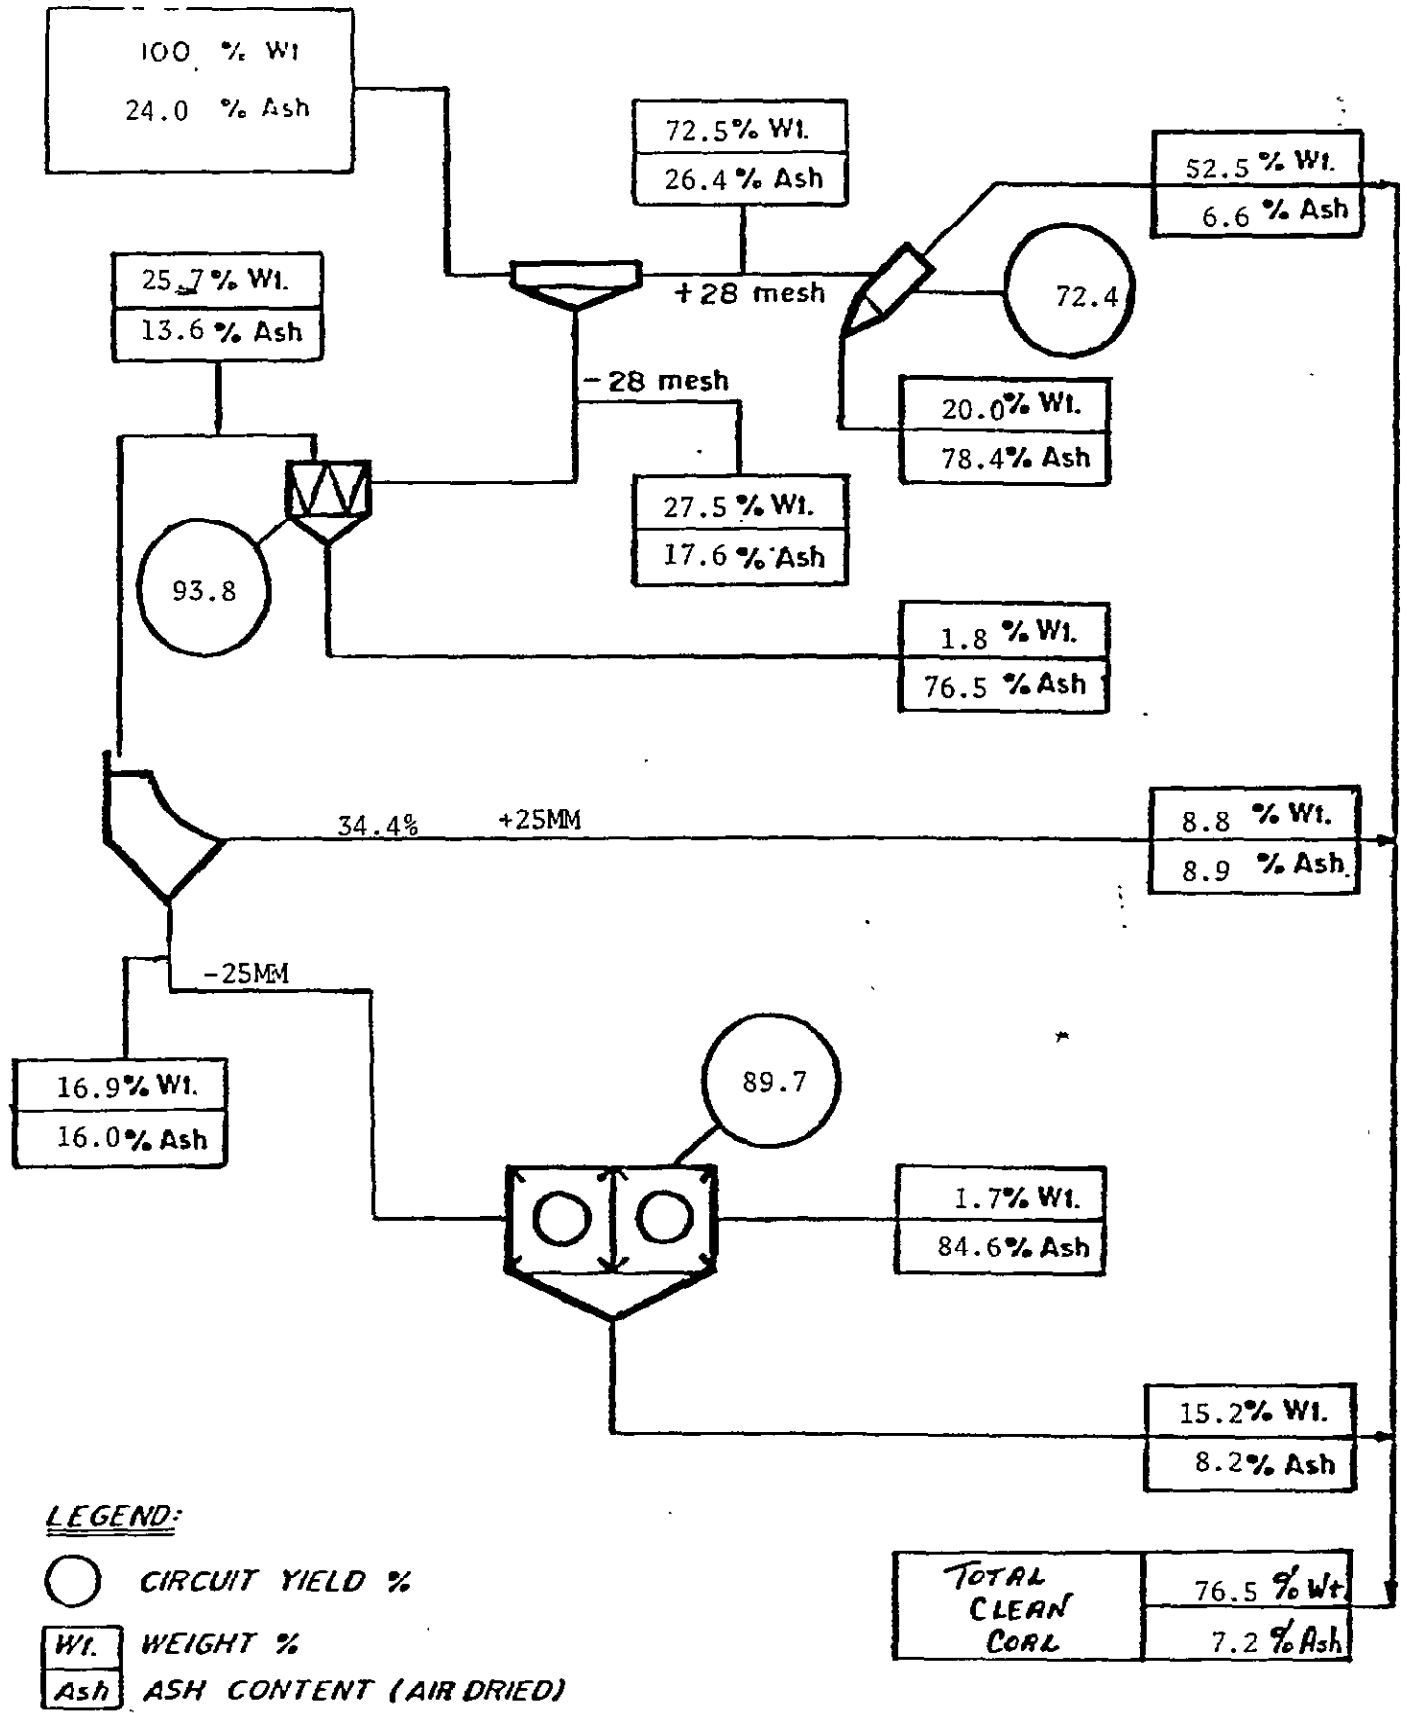 100 % Wt
24.0 % Ash
72.5% Wt.
26.4% Ash
52.5 % Wt.
6.6 % Ash
25.7% Wt.
13.6% Ash
+28 mesh
72.4
-28 mesh
20.0% Wt.
78.4% Ash
27.5 % Wt.
17.6 % Ash
93.8
1.8 % Wt.
76.5 % Ash
34.4% +25MM
8.8 % Wt.
8.9 % Ash
-25MM
16.9% Wt.
16.0% Ash
89.7
1.7% Wt.
84.6% Ash
15.2% Wt.
8.2% Ash
LEGEND:
CIRCUIT YIELD %
Wt. WEIGHT %
Ash ASH CONTENT (AIR DRIED)
TOTAL
CLEAN
COAL
76.5 % Wt
7.2 % Ash